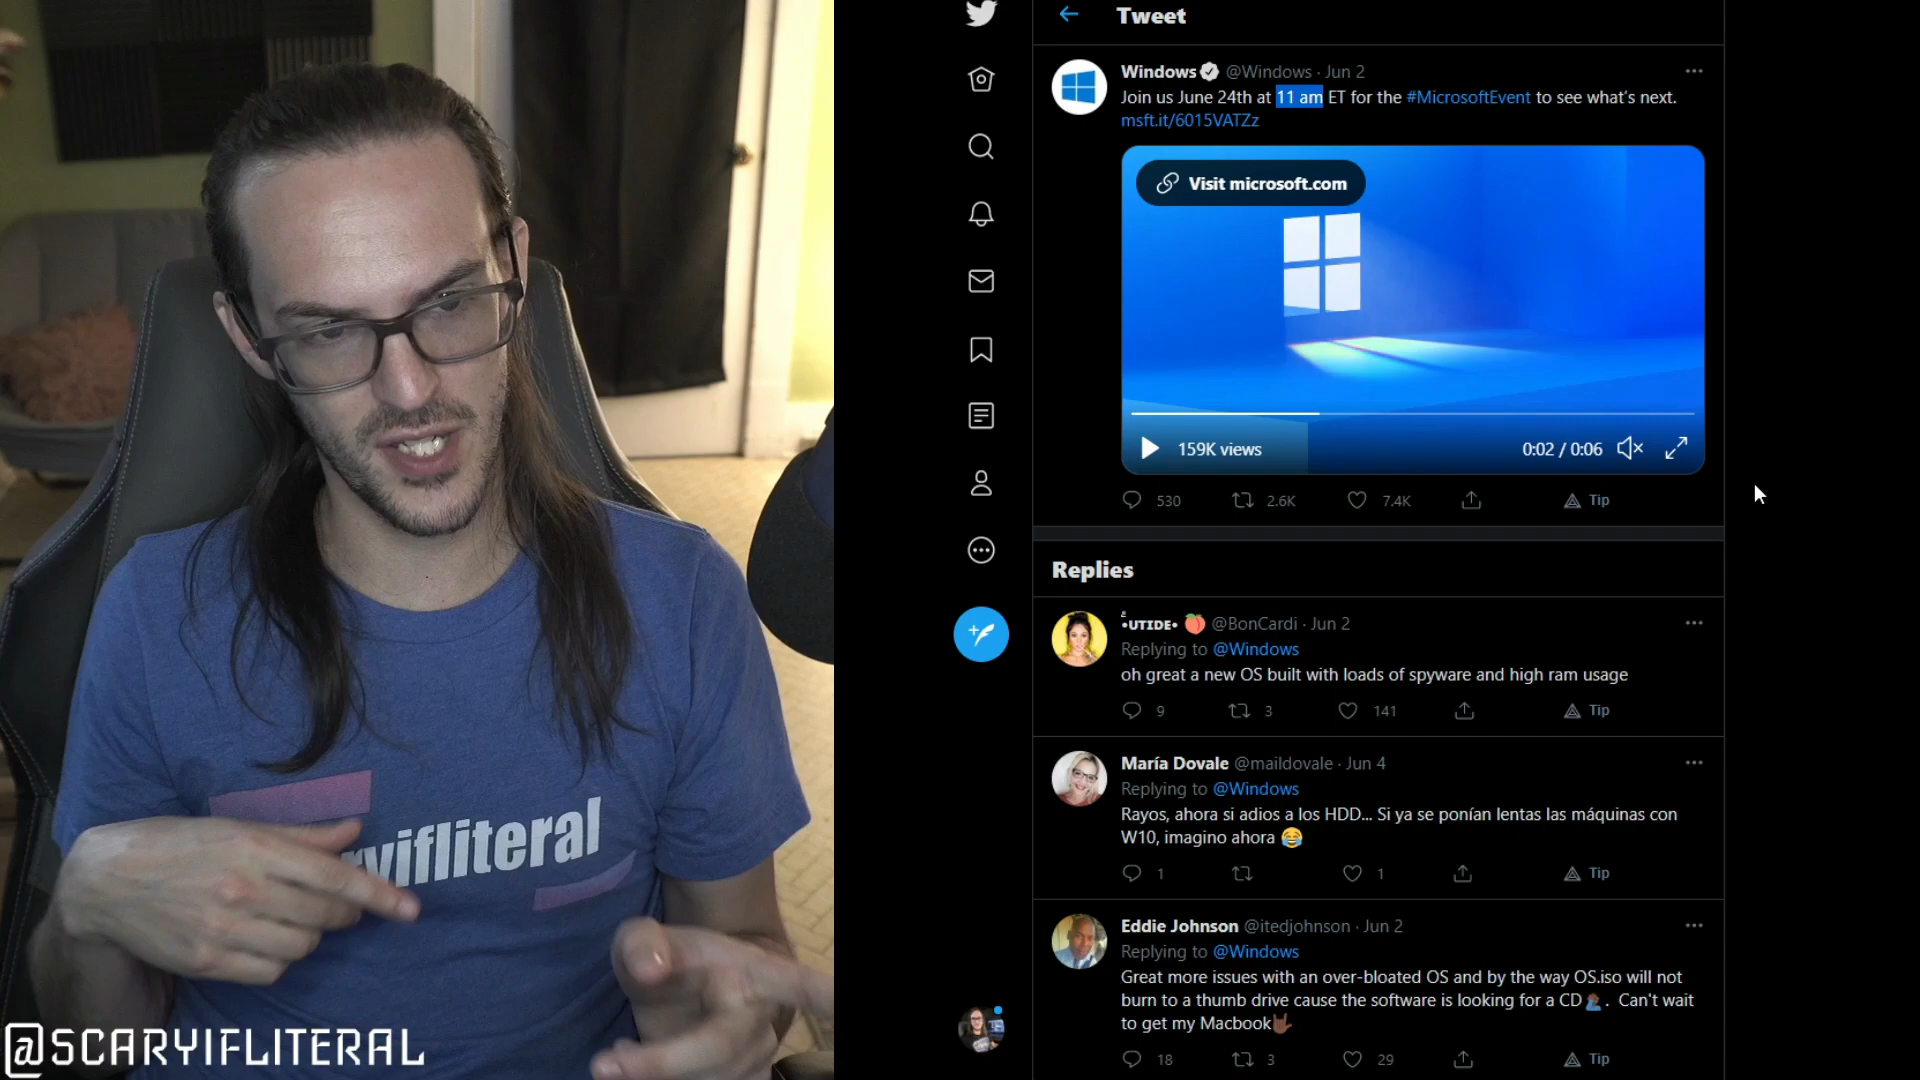 Tweet
Windows @Windows · Jun 2
Join us June 24th at 11 am ET for the #MicrosoftEvent to see what's next.
msft.it/6015VATZz
Visit microsoft.com
159K views
0:02 / 0:06
530 2.6K 7.4K Tip
Replies
•ᴜᴛɪᴅᴇ• 🍑 @BonCardi · Jun 2
Replying to @Windows
oh great a new OS built with loads of spyware and high ram usage
9 3 141 Tip
María Dovale @maildovale · Jun 4
Replying to @Windows
Rayos, ahora si adios a los HDD... Si ya se ponían lentas las máquinas con
W10, imagino ahora 😂
1 1 Tip
Eddie Johnson @itedjohnson · Jun 2
Replying to @Windows
Great more issues with an over-bloated OS and by the way OS.iso will not
burn to a thumb drive cause the software is looking for a CD🤦🏿‍♂️. Can't wait
to get my Macbook🤟🏾
18 3 29 Tip
yifliteral
@SCARYIFLITERAL